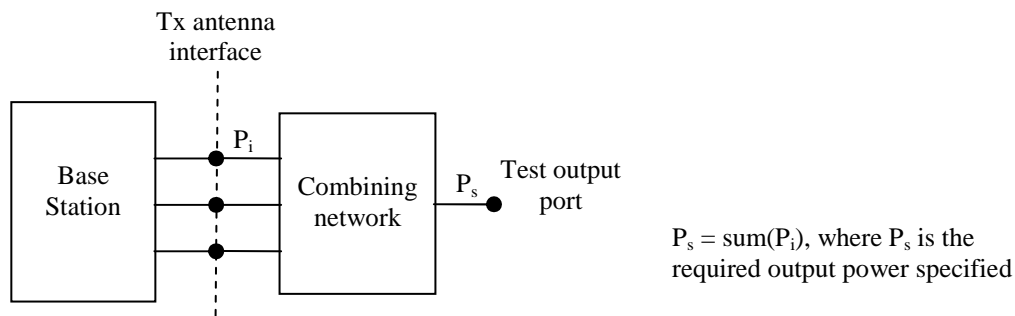 Tx antenna
interface
Base
Station
P_i
Combining
network
P_s
Test output
port
P_s = sum(P_i), where P_s is the
required output power specified